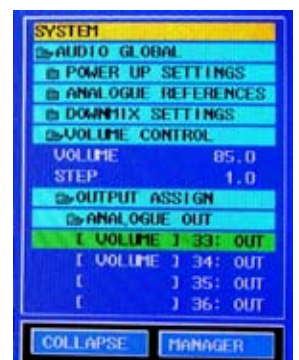 SYSTEM
AUDIO GLOBAL
POWER UP SETTINGS
ANALOGUE REFERENCES
DOWNMIX SETTINGS
VOLUME CONTROL
VOLUME 85.0
STEP 1.0
OUTPUT ASSIGN
ANALOGUE OUT
[ VOLUME ] 33: OUT
[ VOLUME ] 34: OUT
[ ] 35: OUT
[ ] 36: OUT
COLLAPSE MANAGER